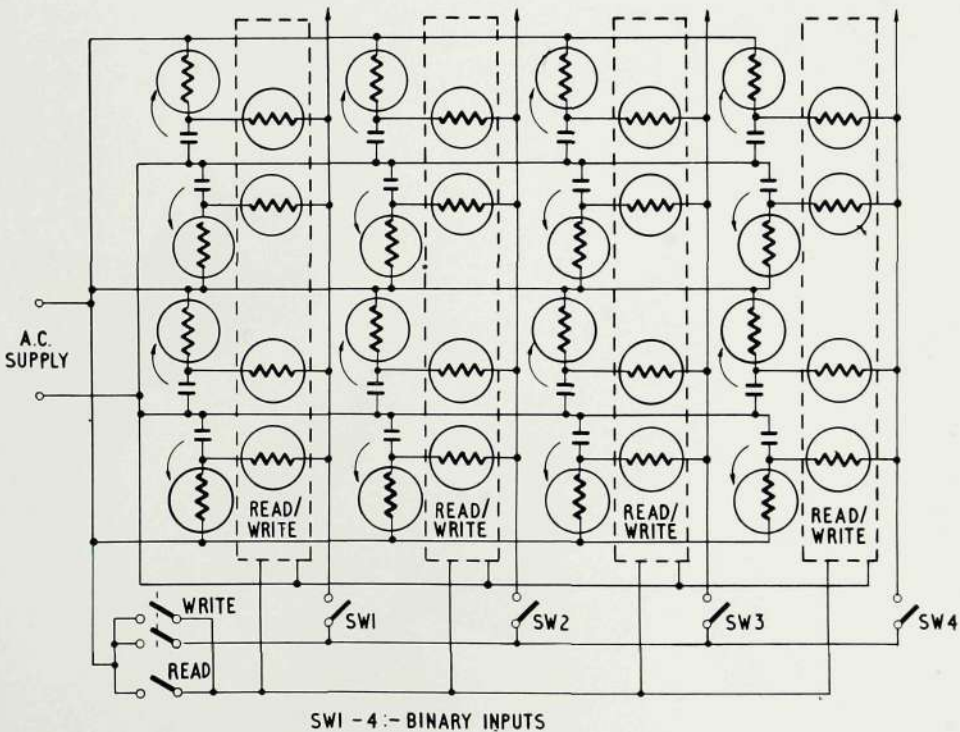 A.C.
SUPPLY
READ/
WRITE
READ/
WRITE
READ/
WRITE
READ/
WRITE
WRITE
SW1
SW2
SW3
SW4
READ
SW1 - 4 :- BINARY INPUTS